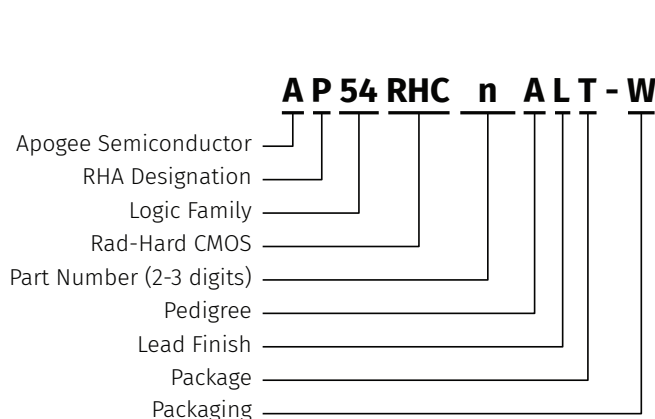 A P 54 RHC n A L T - W
Apogee Semiconductor
RHA Designation
Logic Family
Rad-Hard CMOS
Part Number (2-3 digits)
Pedigree
Lead Finish
Package
Packaging